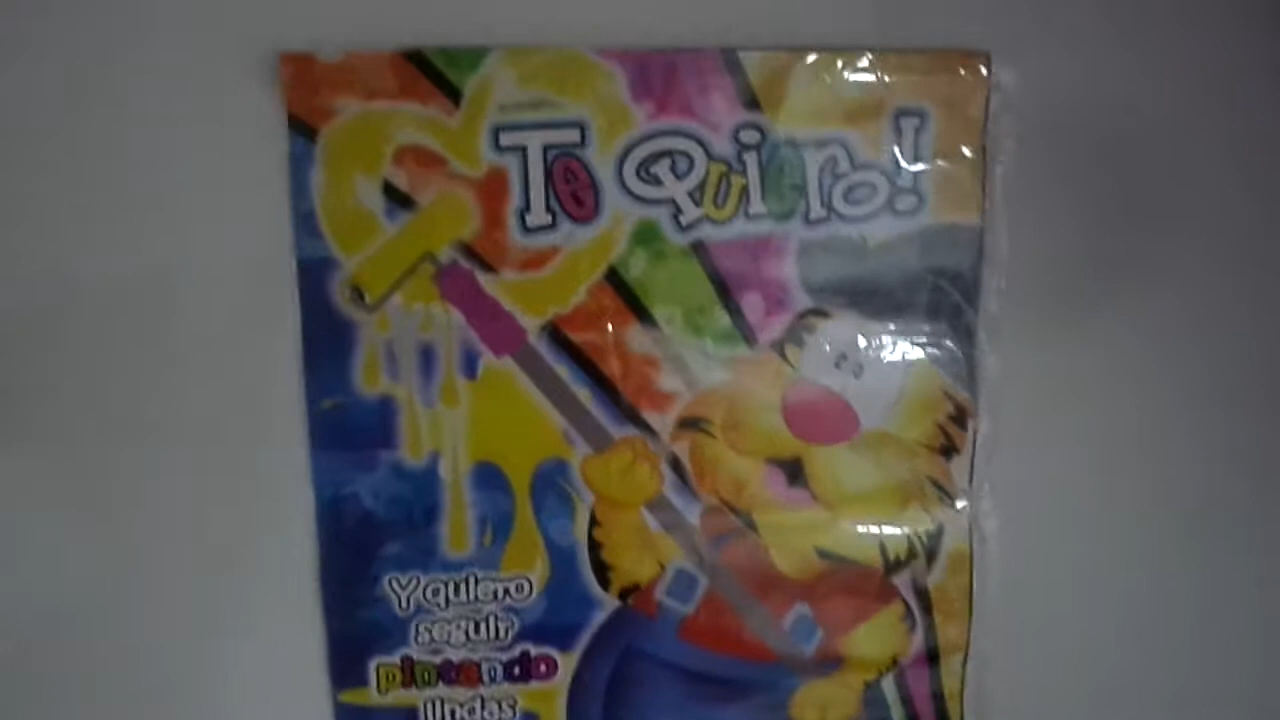 Te Quiero!
Y quiero
seguir
pintando
lindas